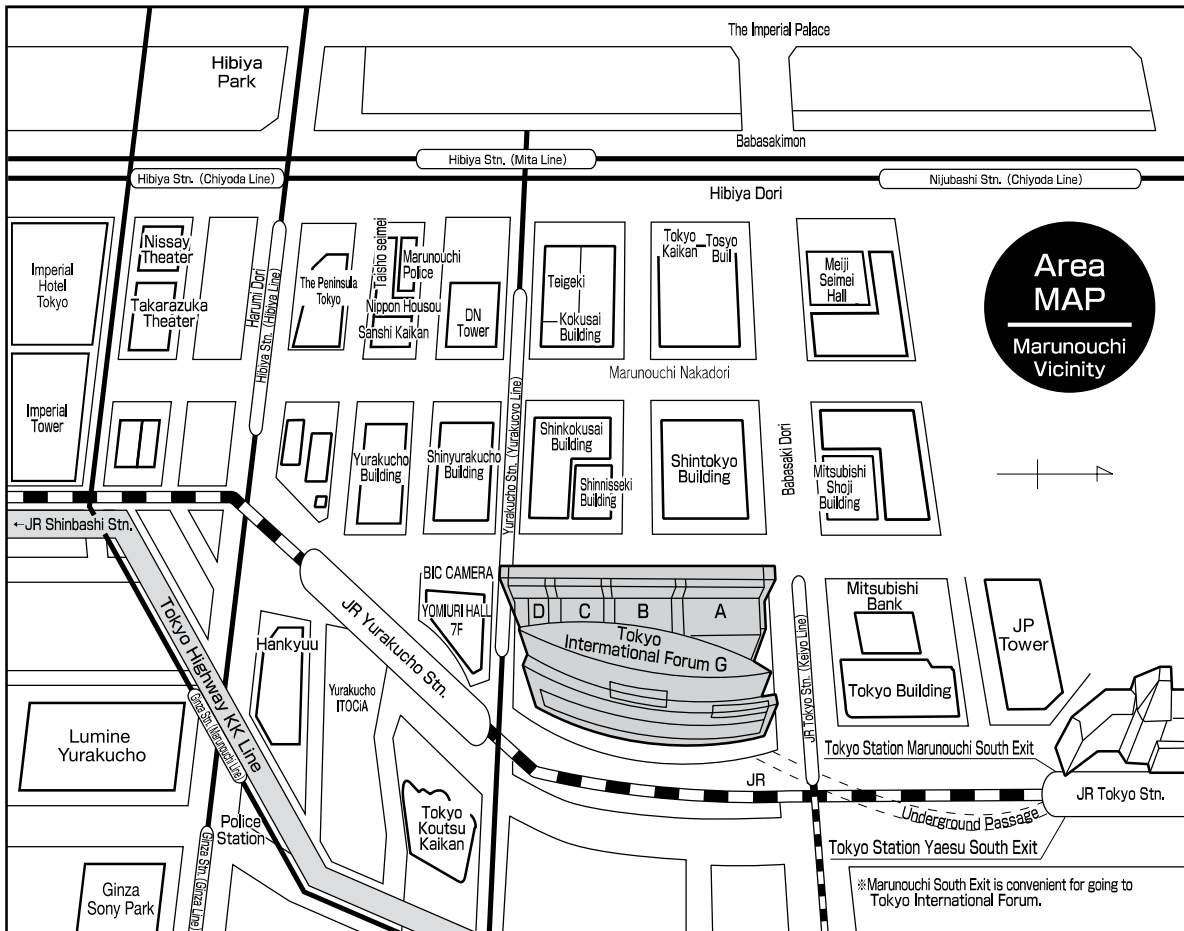 The Imperial Palace
Hibiya
Park
Babasakimon
Hibiya Stn. (Mita Line)
Hibiya Stn. (Chiyoda Line)
Nijubashi Stn. (Chiyoda Line)
Hibiya Dori
Area
MAP
Marunouchi
Vicinity
Imperial
Hotel
Tokyo
Nissay
Theater
Takarazuka
Theater
Harumi Dori
Hibiya Stn. (Hibiya Line)
The Peninsula
Tokyo
Taisho seimei
Marunouchi
Police
Nippon Housou
Sanshi Kaikan
DN
Tower
Yurakucho Stn. (Yurakucyo Line)
Teigeki
Kokusai
Building
Tokyo
Kaikan
Tosyo
Buil
Meiji
Seimei
Hall
Marunouchi Nakadori
Imperial
Tower
Yurakucho
Building
Shinyurakucho
Building
Shinkokusai
Building
Shinnisseki
Building
Shintokyo
Building
Babasaki Dori
Mitsubishi
Shoji
Building
←JR Shinbashi Stn.
Tokyo Highway KK Line
JR Yurakucho Stn.
BIC CAMERA
YOMIURI HALL
7F
D
C
B
A
Tokyo
International Forum G
JR Tokyo Stn. (Keiyo Line)
Mitsubishi
Bank
Tokyo Building
JP
Tower
Hankyuu
Yurakucho
ITOCiA
Lumine
Yurakucho
Ginza Stn. (Marunouchi Line)
Tokyo Station Marunouchi South Exit
JR
JR Tokyo Stn.
Underground Passage
Tokyo Station Yaesu South Exit
Police
Station
Ginza Stn. (Ginza Line)
Tokyo
Koutsu
Kaikan
Ginza
Sony Park
※Marunouchi South Exit is convenient for going to
Tokyo International Forum.